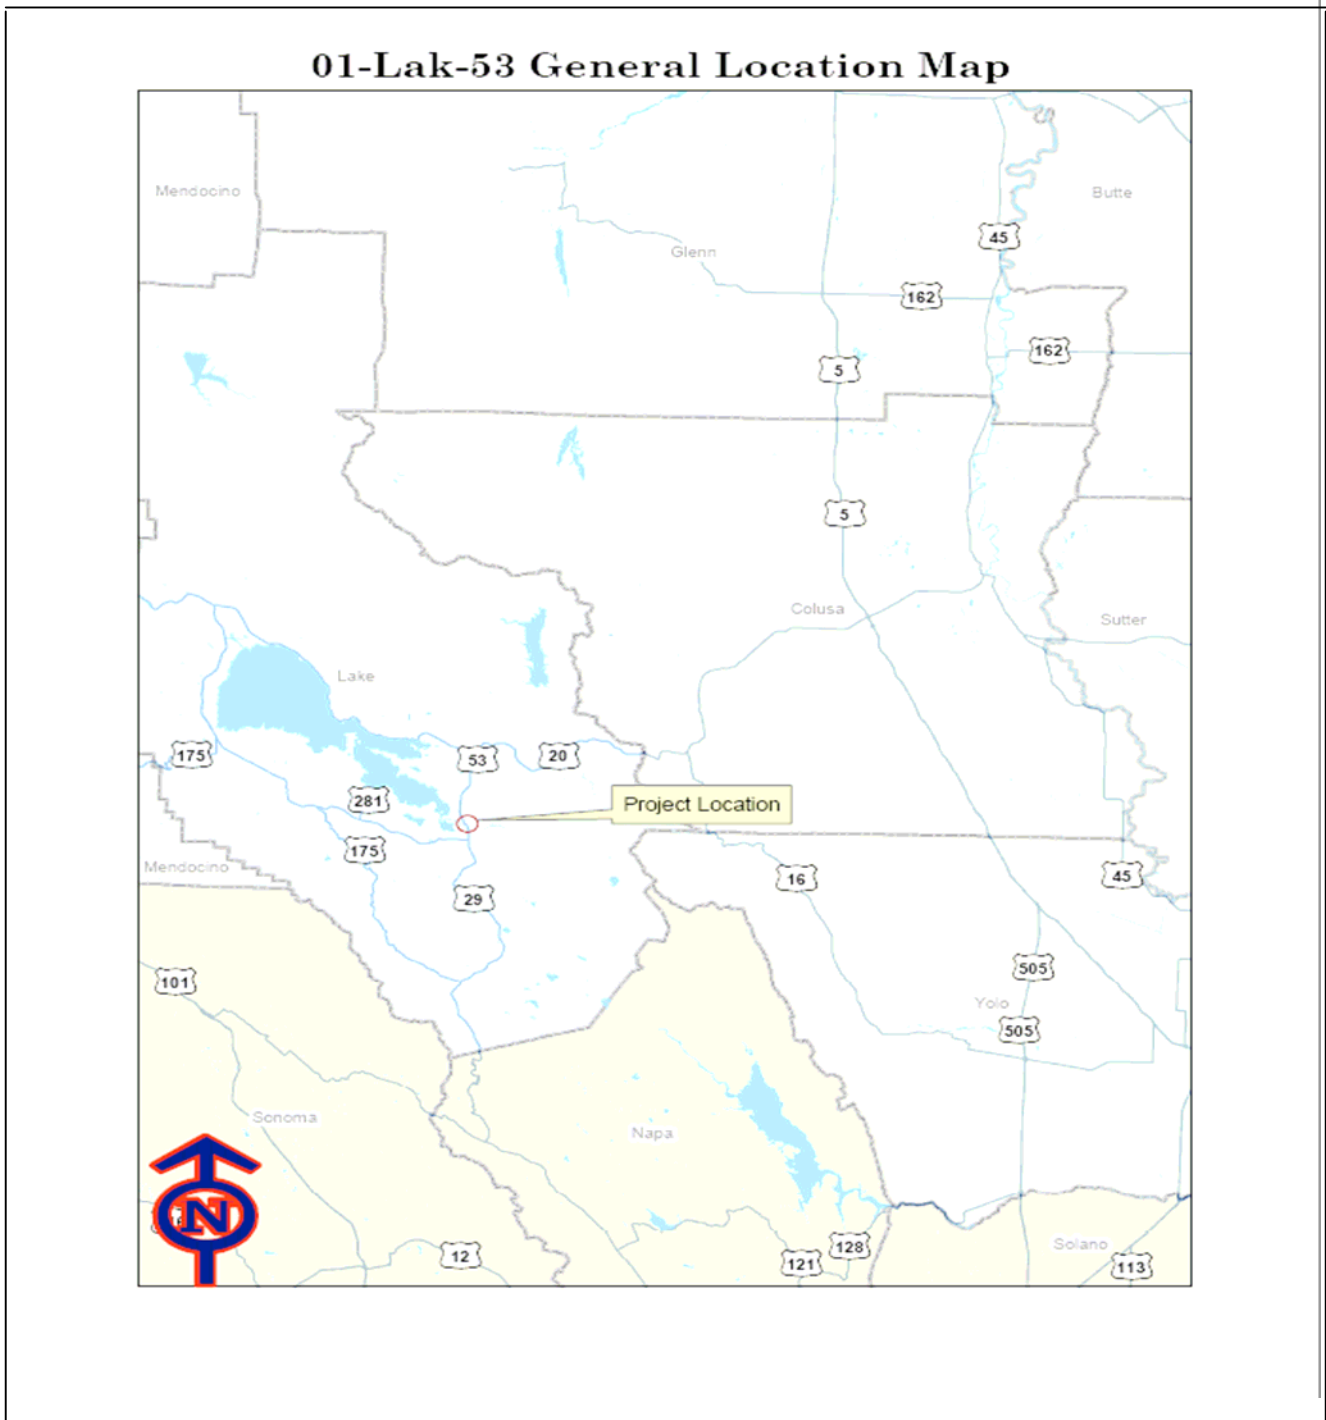 01-Lak-53 General Location Map
Mendocino
Butte
45
Glenn
162
162
5
5
Colusa
Sutter
Lake
175
53
20
281
Project Location
175
Mendocino
16
45
29
505
101
Yolo
505
Sonoma
Napa
N
Solano
128
12
121
113